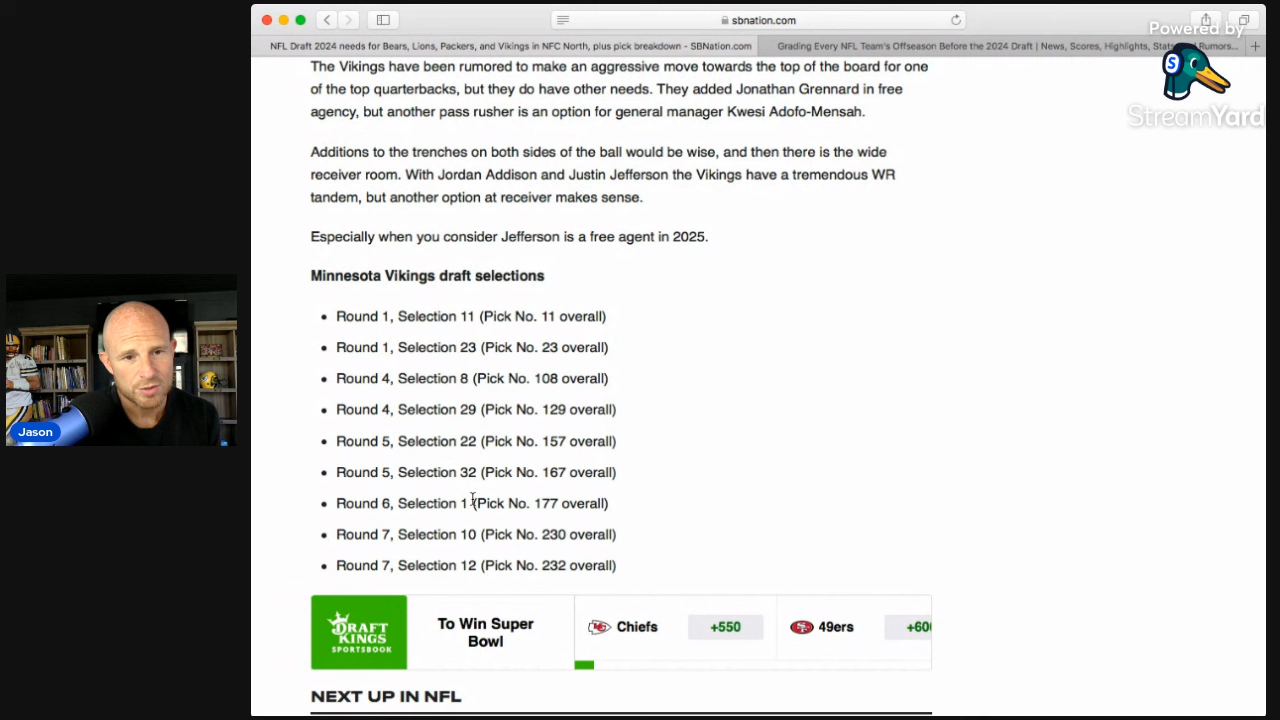 sbnation.com
Powered by
NFL Draft 2024 needs for Bears, Lions, Packers, and Vikings in NFC North, plus pick breakdown - SBNation.com
Grading Every NFL Team's Offseason Before the 2024 Draft | News, Scores, Highlights, Stats and Rumors...
StreamYard
The Vikings have been rumored to make an aggressive move towards the top of the board for one
of the top quarterbacks, but they do have other needs. They added Jonathan Grennard in free
agency, but another pass rusher is an option for general manager Kwesi Adofo-Mensah.
Additions to the trenches on both sides of the ball would be wise, and then there is the wide
receiver room. With Jordan Addison and Justin Jefferson the Vikings have a tremendous WR
tandem, but another option at receiver makes sense.
Especially when you consider Jefferson is a free agent in 2025.
Minnesota Vikings draft selections
• Round 1, Selection 11 (Pick No. 11 overall)
• Round 1, Selection 23 (Pick No. 23 overall)
• Round 4, Selection 8 (Pick No. 108 overall)
• Round 4, Selection 29 (Pick No. 129 overall)
• Round 5, Selection 22 (Pick No. 157 overall)
• Round 5, Selection 32 (Pick No. 167 overall)
• Round 6, Selection 1 (Pick No. 177 overall)
• Round 7, Selection 10 (Pick No. 230 overall)
• Round 7, Selection 12 (Pick No. 232 overall)
Jason
DRAFT
KINGS
SPORTSBOOK
To Win Super
Bowl
Chiefs
+550
49ers
+60
NEXT UP IN NFL